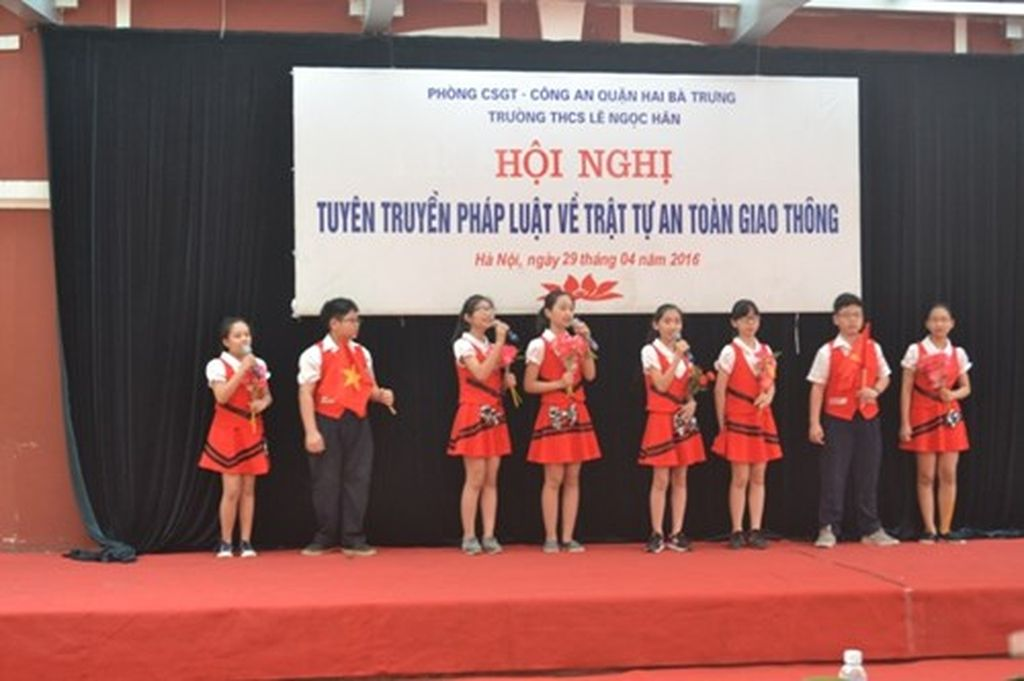 PHÒNG CSGT - CÔNG AN QUẬN HAI BÀ TRƯNG
TRƯỜNG THCS LÊ NGỌC HÂN
HỘI NGHỊ
TUYÊN TRUYỀN PHÁP LUẬT VỀ TRẬT TỰ AN TOÀN GIAO THÔNG
Hà Nội, ngày 29 tháng 04 năm 2016